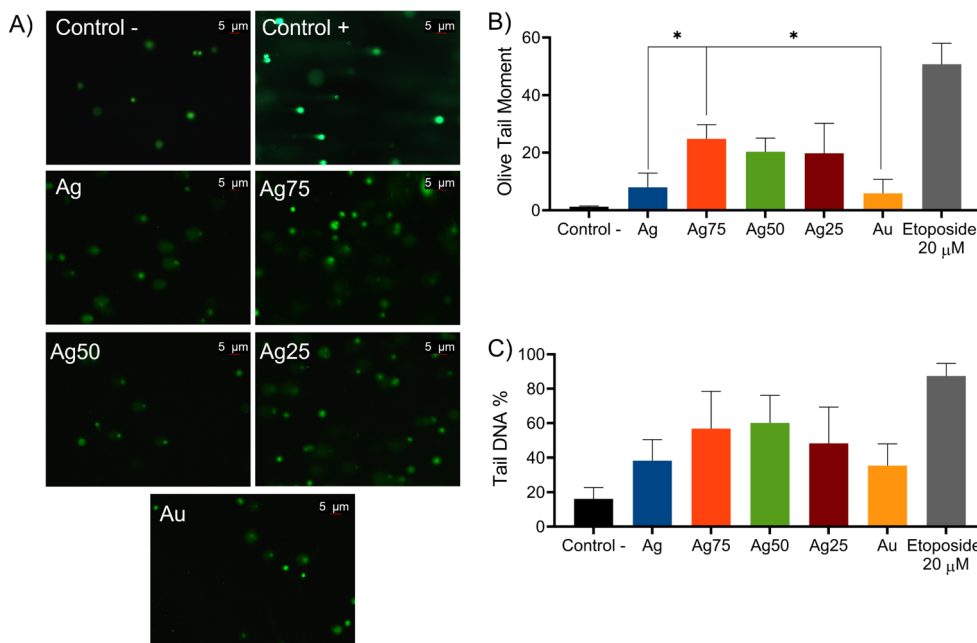 A)
Control -
5 μm
Control +
5 μm
Ag
5 μm
Ag75
5 μm
Ag50
5 μm
Ag25
5 μm
Au
5 μm
B)
Olive Tail Moment
60
40
20
0
*
*
Control -
Ag
Ag75
Ag50
Ag25
Au
Etoposide
20 μM
C)
Tail DNA %
100
80
60
40
20
0
Control -
Ag
Ag75
Ag50
Ag25
Au
Etoposide
20 μM